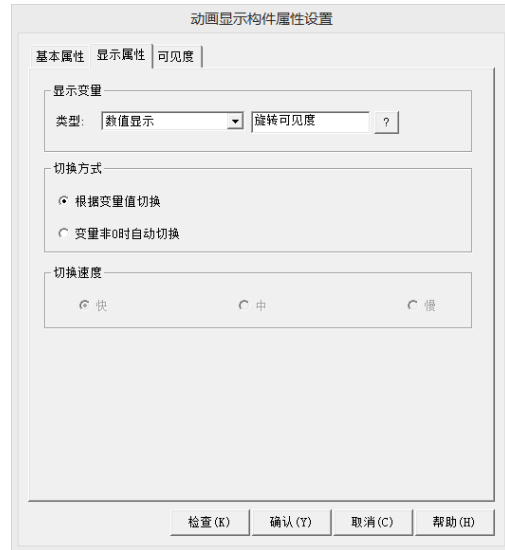 动画显示构件属性设置
基本属性 显示属性 可见度
显示变量
类型: 数值显示 旋转可见度 ?
切换方式
根据变量值切换
变量非0时自动切换
切换速度
快 中 慢
检查(K) 确认(Y) 取消(C) 帮助(H)